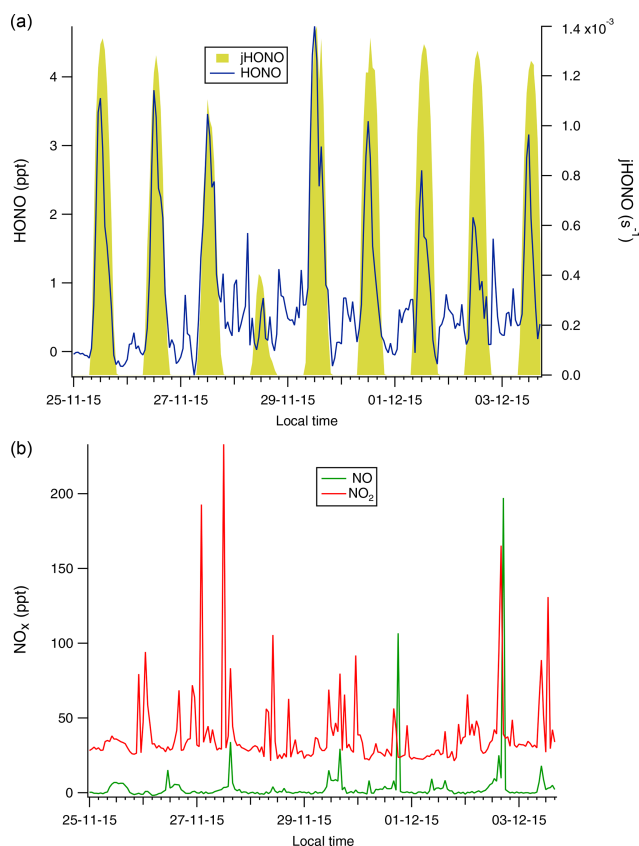 (a)
jHONO
HONO
HONO (ppt)
4
3
2
1
0
1.4 x10⁻³
1.2
1.0
0.8
0.6
0.4
0.2
0.0
jHONO (s⁻¹)
25-11-15
27-11-15
29-11-15
01-12-15
03-12-15
Local time
(b)
NO
NO₂
NOₓ (ppt)
200
150
100
50
0
25-11-15
27-11-15
29-11-15
01-12-15
03-12-15
Local time